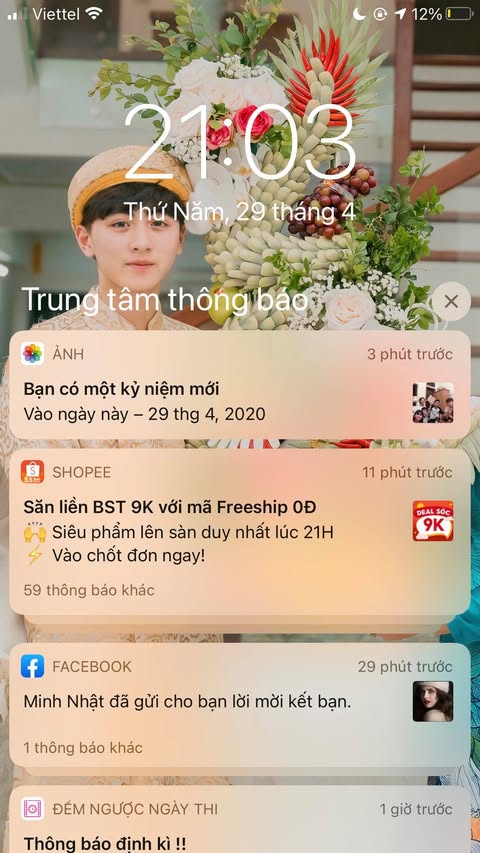 Viettel 12%
21:03
Thứ Năm, 29 tháng 4
Trung tâm thông báo
ẢNH 3 phút trước
Bạn có một kỷ niệm mới
Vào ngày này – 29 thg 4, 2020
SHOPEE 11 phút trước
Săn liền BST 9K với mã Freeship 0Đ
🙌 Siêu phẩm lên sàn duy nhất lúc 21H
⚡ Vào chốt đơn ngay!
DEAL SỐC
9K
59 thông báo khác
FACEBOOK 29 phút trước
Minh Nhật đã gửi cho bạn lời mời kết bạn.
1 thông báo khác
ĐẾM NGƯỢC NGÀY THI 1 giờ trước
Thông báo định kì !!